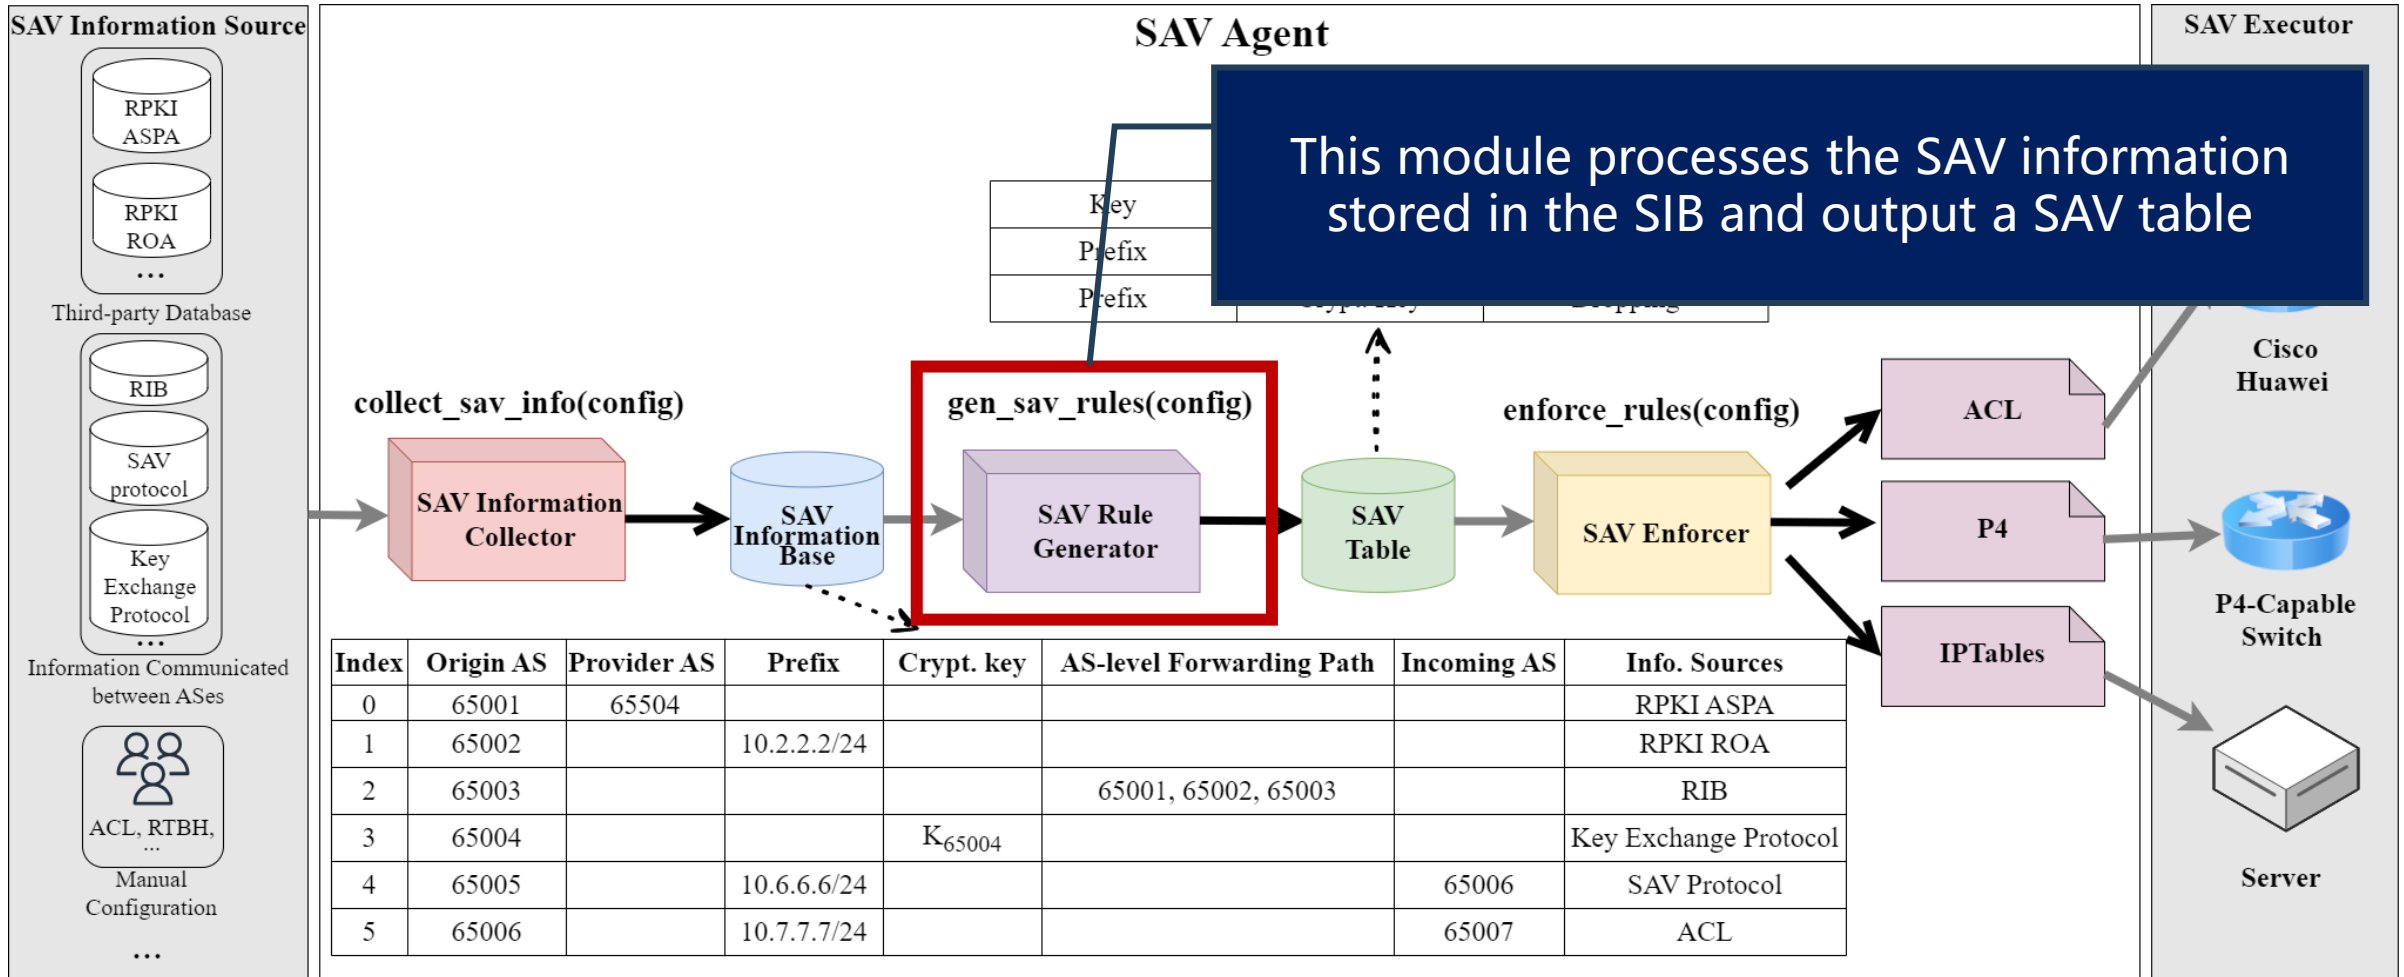 SAV Information Source
RPKI
ASPA
RPKI
ROA
...
Third-party Database
RIB
SAV
protocol
Key
Exchange
Protocol
...
Information Communicated
between ASes
ACL, RTBH,
...
Manual
Configuration
...
SAV Agent
This module processes the SAV information
stored in the SIB and output a SAV table
Key
Prefix
Prefix
collect_sav_info(config)
gen_sav_rules(config)
enforce_rules(config)
SAV Information
Collector
SAV
Information
Base
SAV Rule
Generator
SAV
Table
SAV Enforcer
ACL
P4
IPTables
Index Origin AS Provider AS Prefix Crypt. key AS-level Forwarding Path Incoming AS Info. Sources
0 65001 65504 RPKI ASPA
1 65002 10.2.2.2/24 RPKI ROA
2 65003 65001, 65002, 65003 RIB
3 65004 K65004 Key Exchange Protocol
4 65005 10.6.6.6/24 65006 SAV Protocol
5 65006 10.7.7.7/24 65007 ACL
SAV Executor
Cisco
Huawei
P4-Capable
Switch
Server